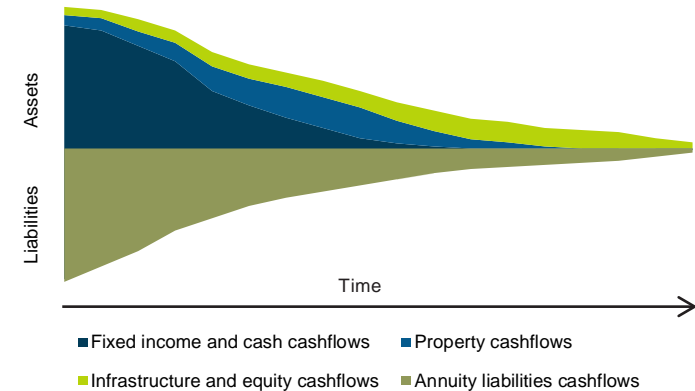 Assets
Liabilities
Time
Fixed income and cash cashflows
Property cashflows
Infrastructure and equity cashflows
Annuity liabilities cashflows